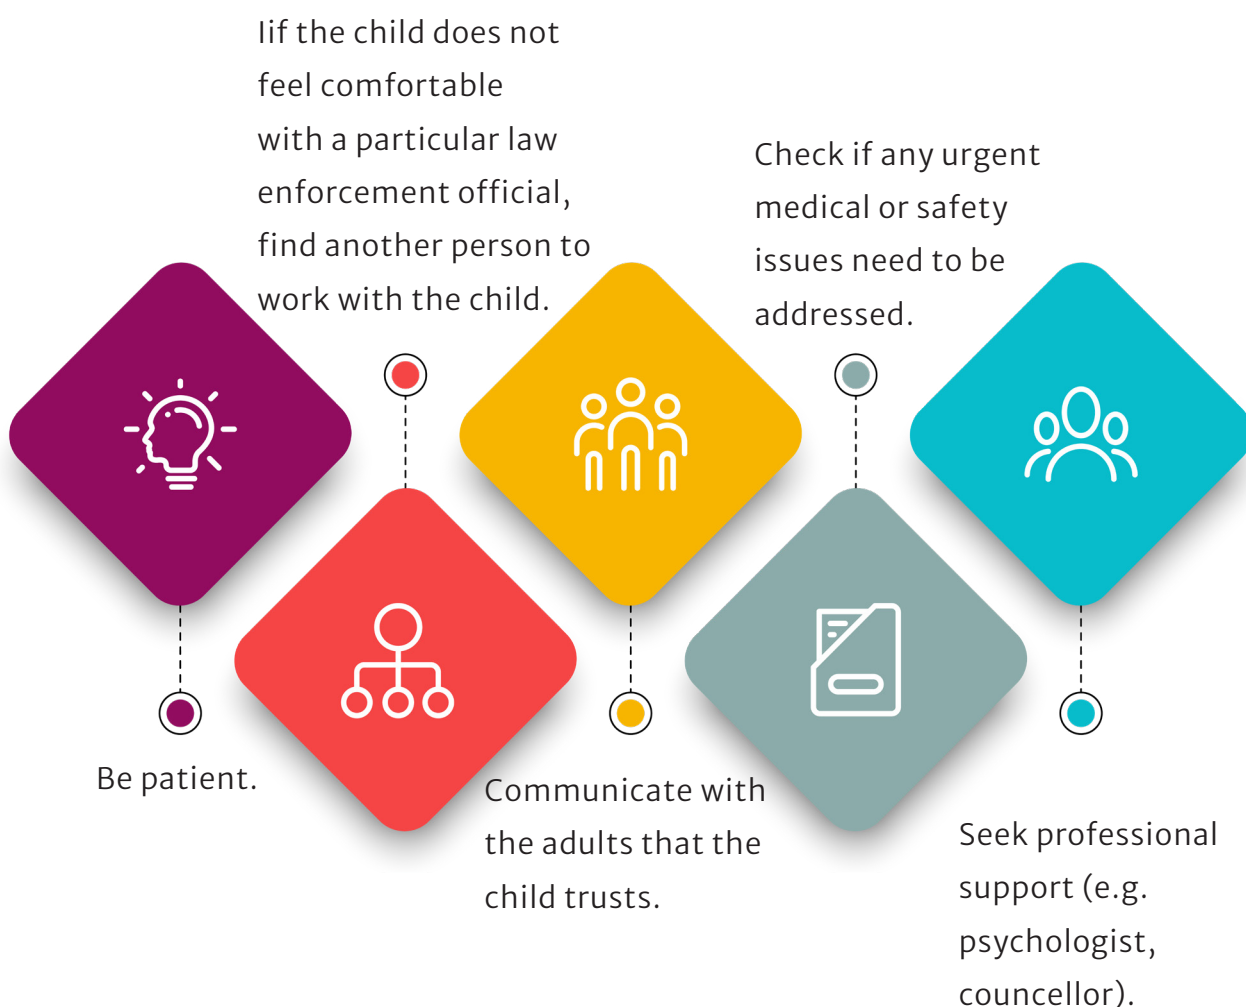 Iif the child does not
feel comfortable
with a particular law
enforcement official,
find another person to
work with the child.
Check if any urgent
medical or safety
issues need to be
addressed.
Be patient.
Communicate with
the adults that the
child trusts.
Seek professional
support (e.g.
psychologist,
councellor).